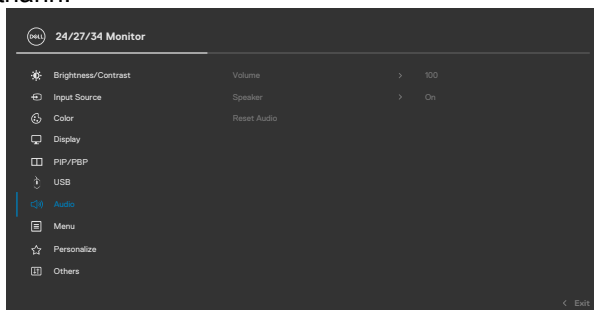 DELL
24/27/34 Monitor
Brightness/Contrast
Volume > 100
Input Source
Speaker > On
Color
Reset Audio
Display
PIP/PBP
USB
Audio
Menu
Personalize
Others
< Exit